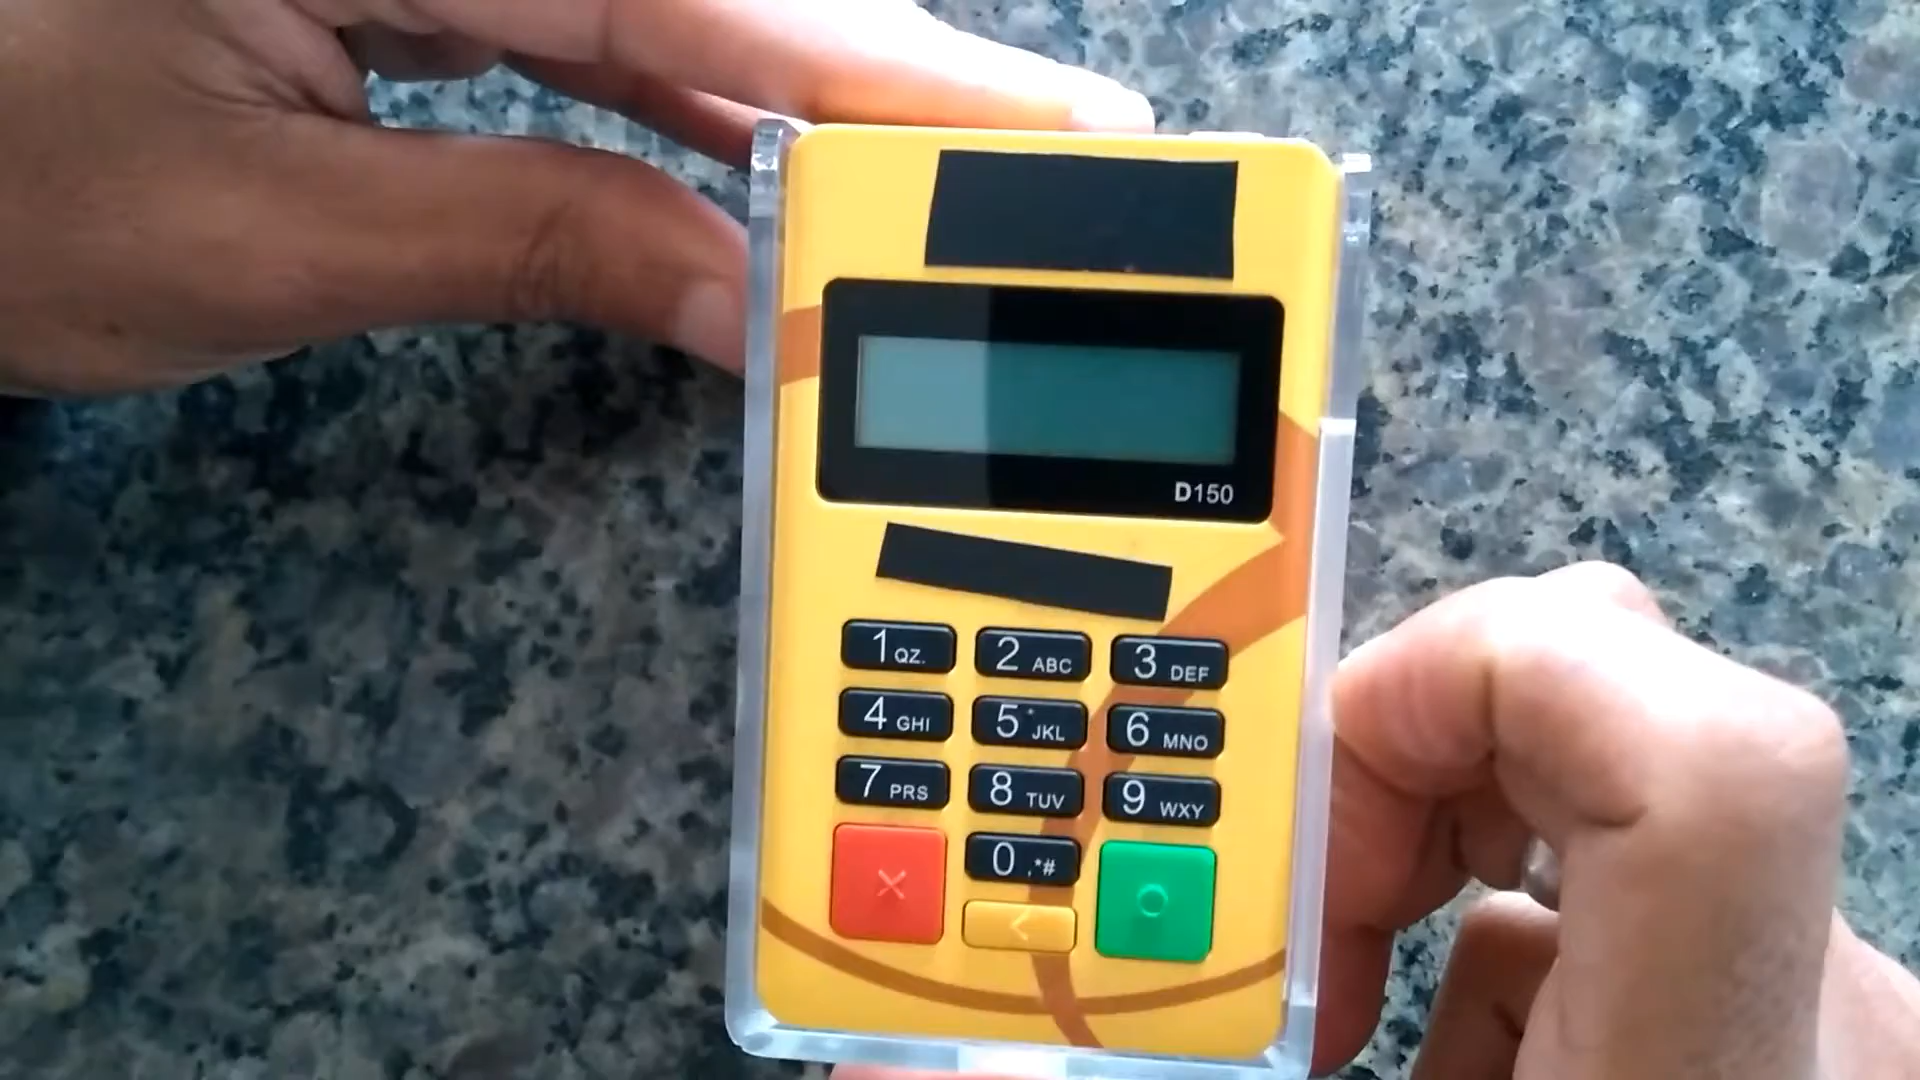 D150
1 QZ. 2 ABC 3 DEF
4 GHI 5 JKL 6 MNO
7 PRS 8 TUV 9 WXY
0 .*#